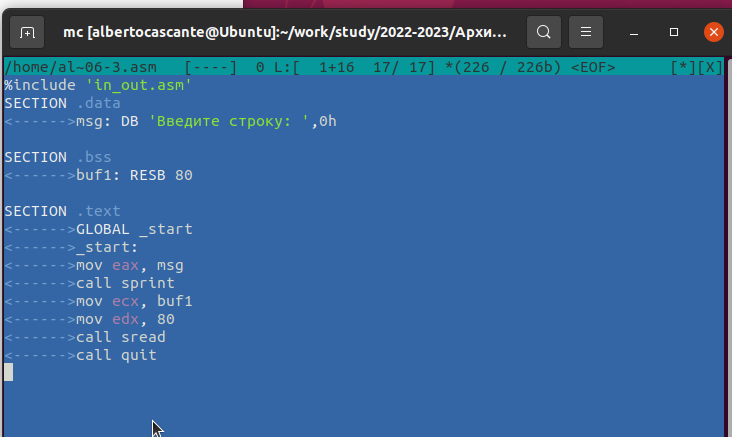 mc [albertocascante@Ubuntu]:~/work/study/2022-2023/Архи...
/home/al~06-3.asm [----] 0 L:[ 1+16 17/ 17] *(226 / 226b) <EOF> [*][X]
%include 'in_out.asm'
SECTION .data
<------>msg: DB 'Введите строку: ',0h
SECTION .bss
<------>buf1: RESB 80
SECTION .text
<------>GLOBAL _start
<------>_start:
<------>mov eax, msg
<------>call sprint
<------>mov ecx, buf1
<------>mov edx, 80
<------>call sread
<------>call quit